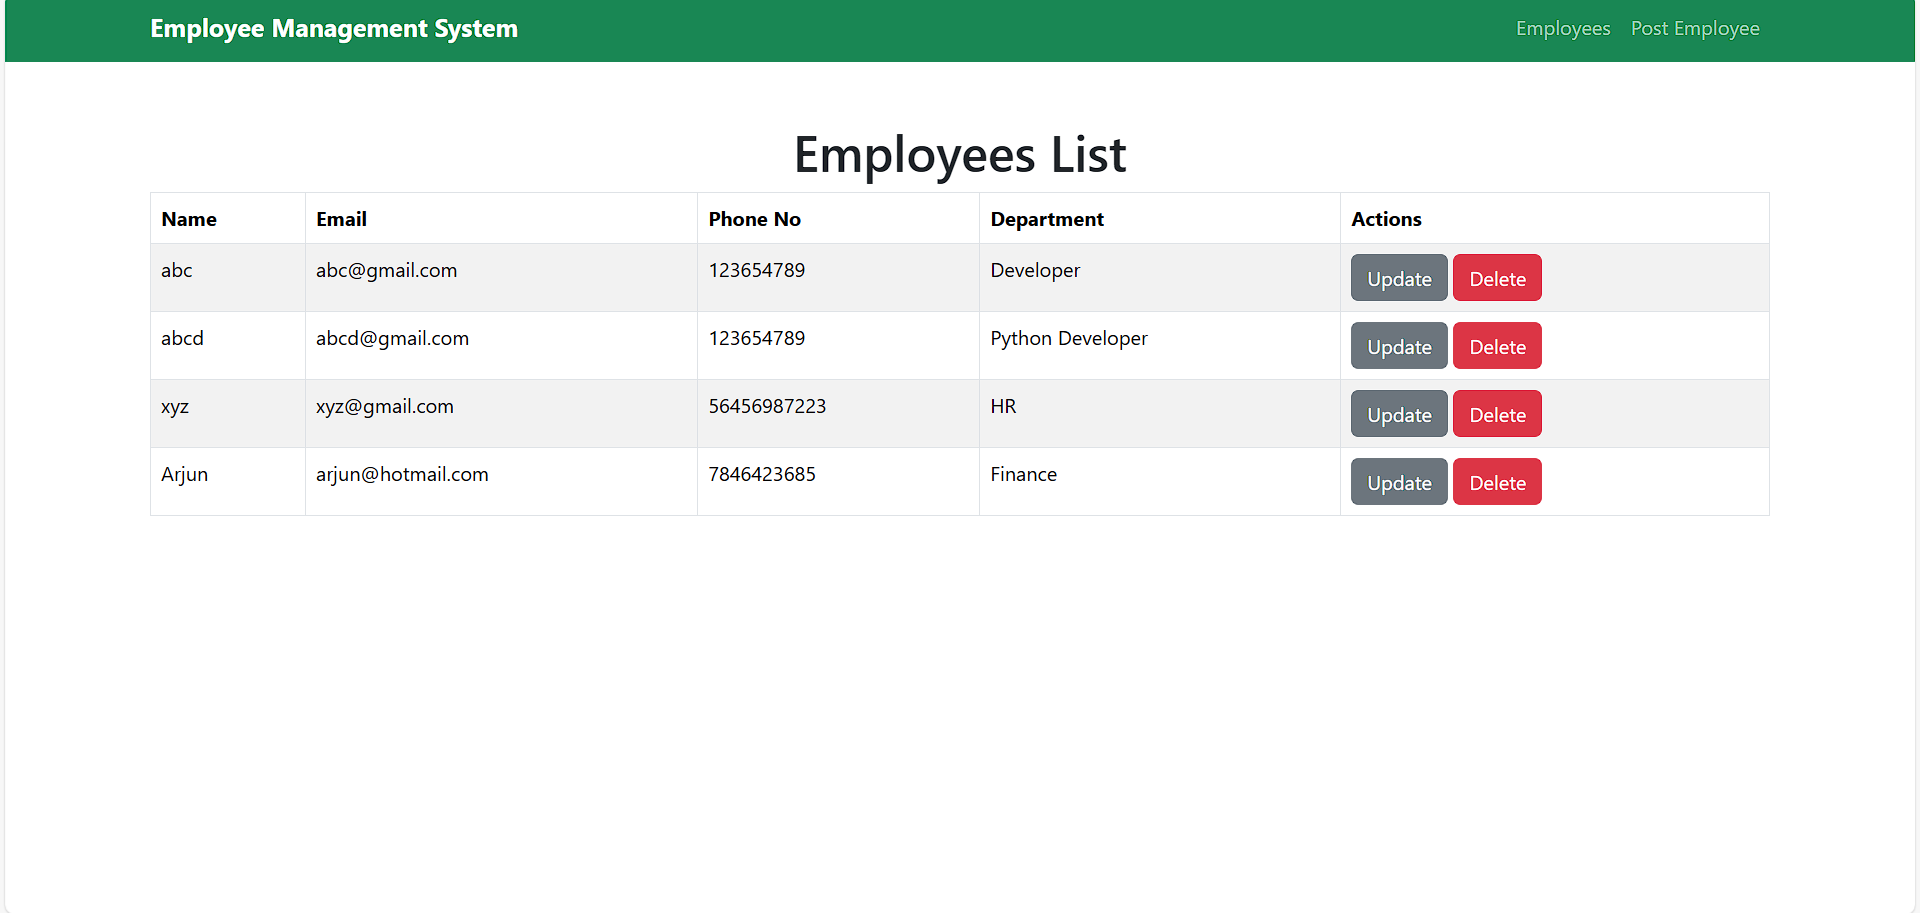 Employee Management System Employees Post Employee
Employees List
Name Email Phone No Department Actions
abc abc@gmail.com 123654789 Developer Update Delete
abcd abcd@gmail.com 123654789 Python Developer Update Delete
xyz xyz@gmail.com 56456987223 HR Update Delete
Arjun arjun@hotmail.com 7846423685 Finance Update Delete